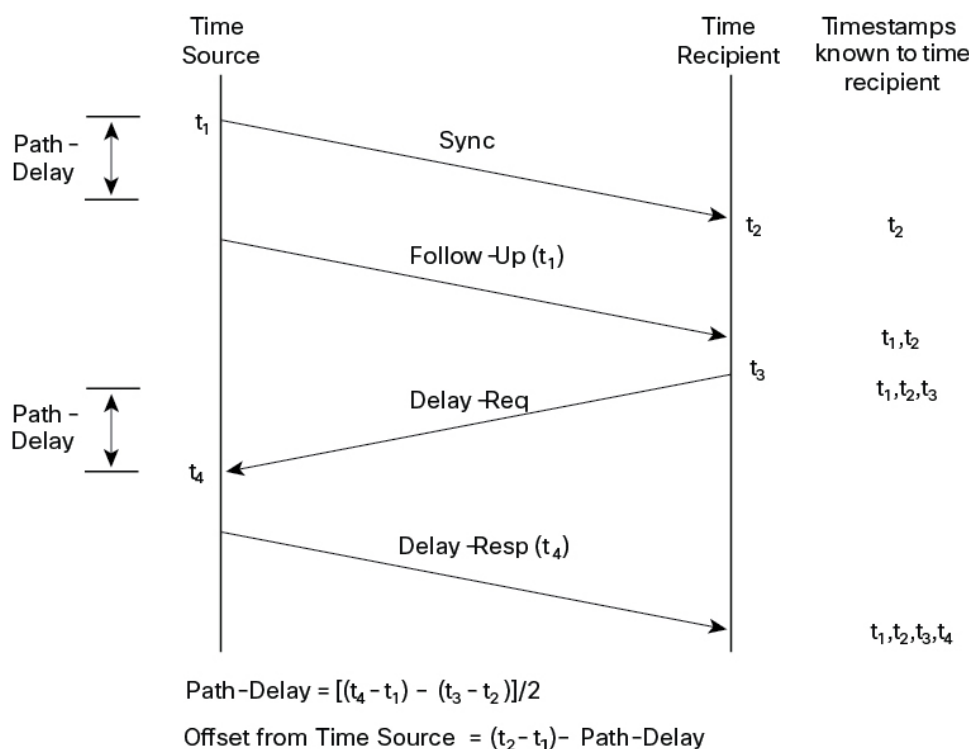 Time
Source
Time
Recipient
Timestamps
known to time
recipient
t₁
Path-
Delay
Sync
t₂
t₂
Follow-Up (t₁)
t₁,t₂
t₃
t₁,t₂,t₃
Delay-Req
Path-
Delay
t₄
Delay-Resp (t₄)
t₁,t₂,t₃,t₄
Path-Delay = [(t₄-t₁) - (t₃-t₂)]/2
Offset from Time Source = (t₂-t₁)- Path-Delay